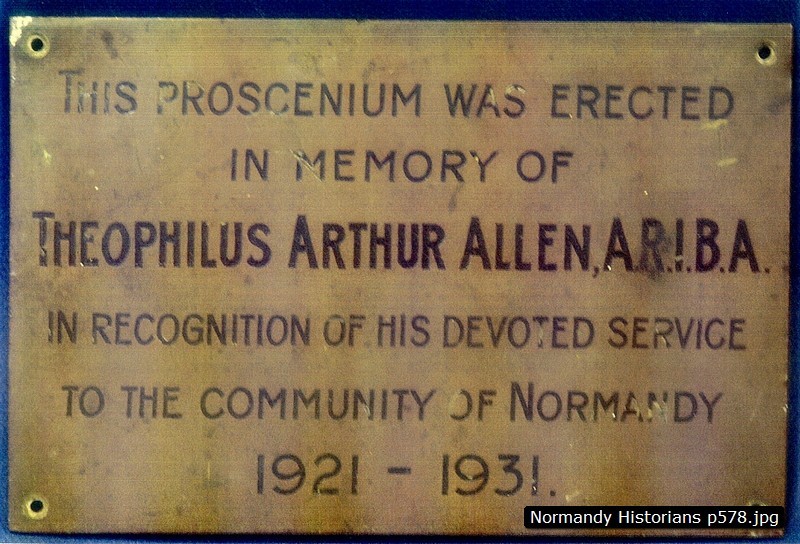 THIS PROSCENIUM WAS ERECTED
IN MEMORY OF
THEOPHILUS ARTHUR ALLEN, A.R.I.B.A.
IN RECOGNITION OF HIS DEVOTED SERVICE
TO THE COMMUNITY OF NORMANDY
1921 - 1931.
Normandy Historians p578.jpg